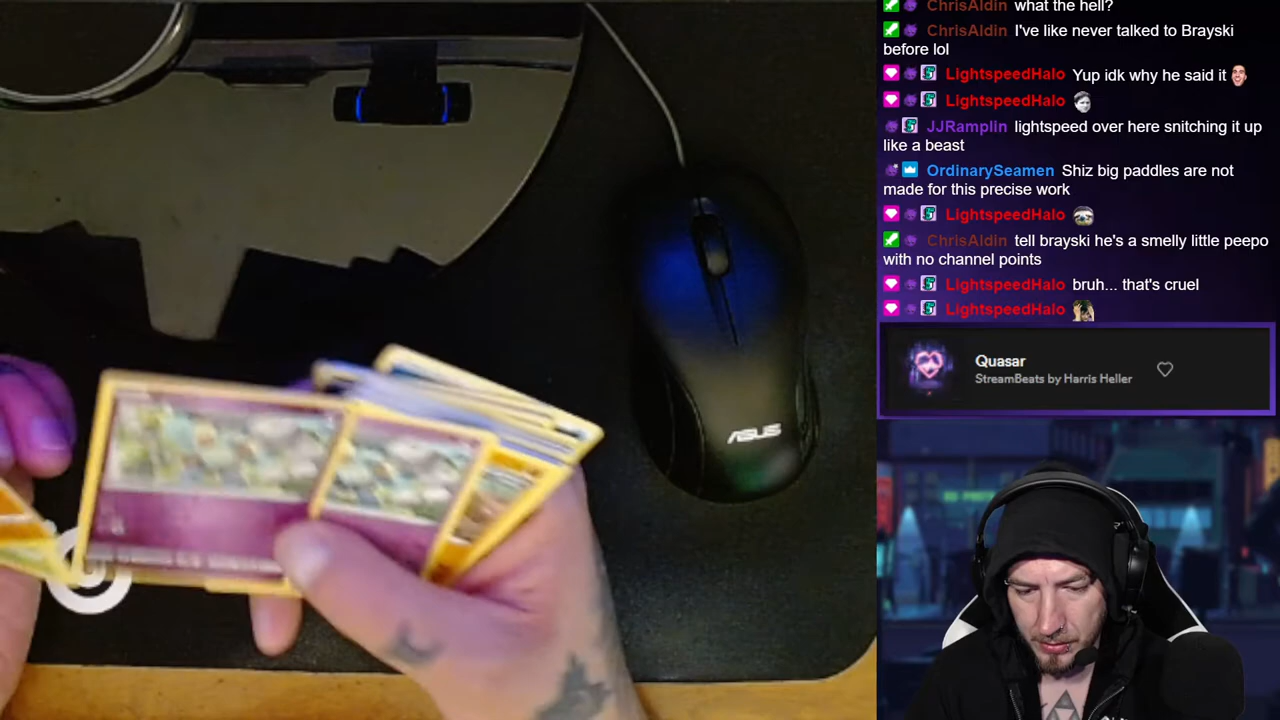 ChrisAldin what the hell?
ChrisAldin I've like never talked to Brayski
before lol
LightspeedHalo Yup idk why he said it
LightspeedHalo
JJRamplin lightspeed over here snitching it up
like a beast
OrdinarySeamen Shiz big paddles are not
made for this precise work
LightspeedHalo
ChrisAldin tell brayski he's a smelly little peepo
with no channel points
LightspeedHalo bruh... that's cruel
LightspeedHalo
Quasar
StreamBeats by Harris Heller
ASUS